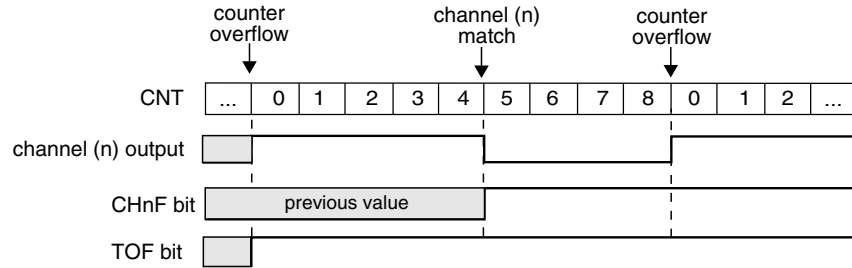 counter overflow
channel (n) match
counter overflow
CNT ... 0 1 2 3 4 5 6 7 8 0 1 2 ...
channel (n) output
CHnF bit previous value
TOF bit